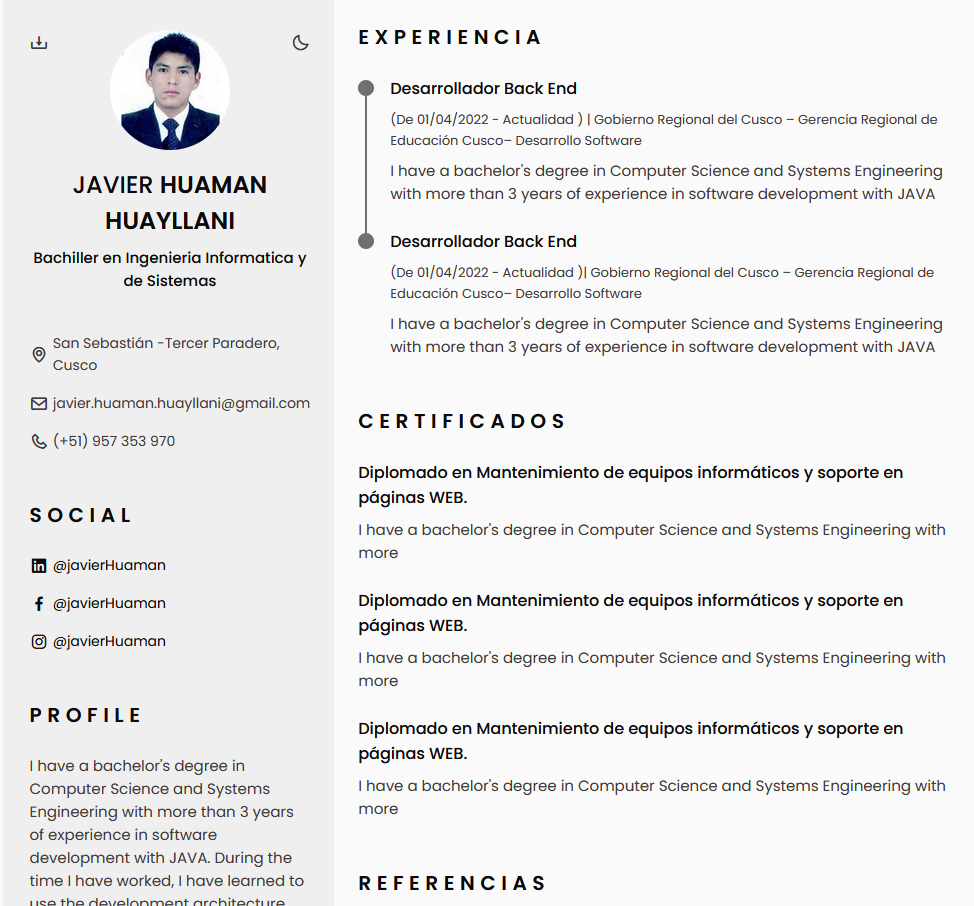 JAVIER HUAMAN
HUAYLLANI
Bachiller en Ingenieria Informatica y
de Sistemas
San Sebastián -Tercer Paradero,
Cusco
javier.huaman.huayllani@gmail.com
(+51) 957 353 970
SOCIAL
@javierHuaman
@javierHuaman
@javierHuaman
PROFILE
I have a bachelor's degree in
Computer Science and Systems
Engineering with more than 3 years
of experience in software
development with JAVA. During the
time I have worked, I have learned to
use the development architecture
EXPERIENCIA
Desarrollador Back End
(De 01/04/2022 - Actualidad ) | Gobierno Regional del Cusco – Gerencia Regional de
Educación Cusco– Desarrollo Software
I have a bachelor's degree in Computer Science and Systems Engineering
with more than 3 years of experience in software development with JAVA
Desarrollador Back End
(De 01/04/2022 - Actualidad )| Gobierno Regional del Cusco – Gerencia Regional de
Educación Cusco– Desarrollo Software
I have a bachelor's degree in Computer Science and Systems Engineering
with more than 3 years of experience in software development with JAVA
CERTIFICADOS
Diplomado en Mantenimiento de equipos informáticos y soporte en
páginas WEB.
I have a bachelor's degree in Computer Science and Systems Engineering with
more
Diplomado en Mantenimiento de equipos informáticos y soporte en
páginas WEB.
I have a bachelor's degree in Computer Science and Systems Engineering with
more
Diplomado en Mantenimiento de equipos informáticos y soporte en
páginas WEB.
I have a bachelor's degree in Computer Science and Systems Engineering with
more
REFERENCIAS